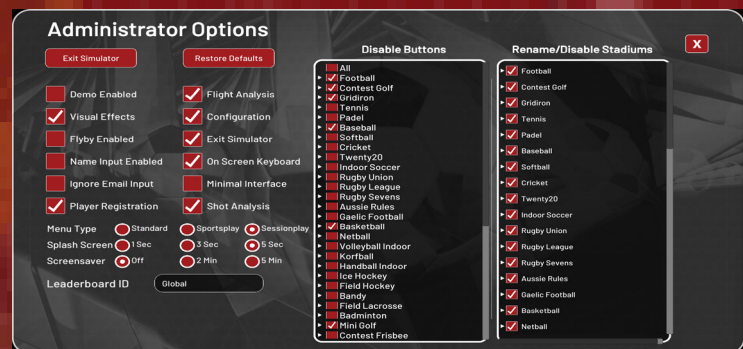 Administrator Options
X
Exit Simulator
Restore Defaults
Demo Enabled
Flight Analysis
Visual Effects
Configuration
Flyby Enabled
Exit Simulator
Name Input Enabled
On Screen Keyboard
Ignore Email Input
Minimal Interface
Player Registration
Shot Analysis
Menu Type Standard Sportsplay Sessionplay
Splash Screen 1 Sec 3 Sec 5 Sec
Screensaver Off 2 Min 5 Min
Leaderboard ID Global
Disable Buttons
All
Football
Contest Golf
Gridiron
Tennis
Padel
Baseball
Softball
Cricket
Twenty20
Indoor Soccer
Rugby Union
Rugby League
Rugby Sevens
Aussie Rules
Gaelic Football
Basketball
Netball
Volleyball Indoor
Korfball
Handball Indoor
Ice Hockey
Field Hockey
Bandy
Field Lacrosse
Badminton
Mini Golf
Contest Frisbee
Rename/Disable Stadiums
Football
Contest Golf
Gridiron
Tennis
Padel
Baseball
Softball
Cricket
Twenty20
Indoor Soccer
Rugby Union
Rugby League
Rugby Sevens
Aussie Rules
Gaelic Football
Basketball
Netball